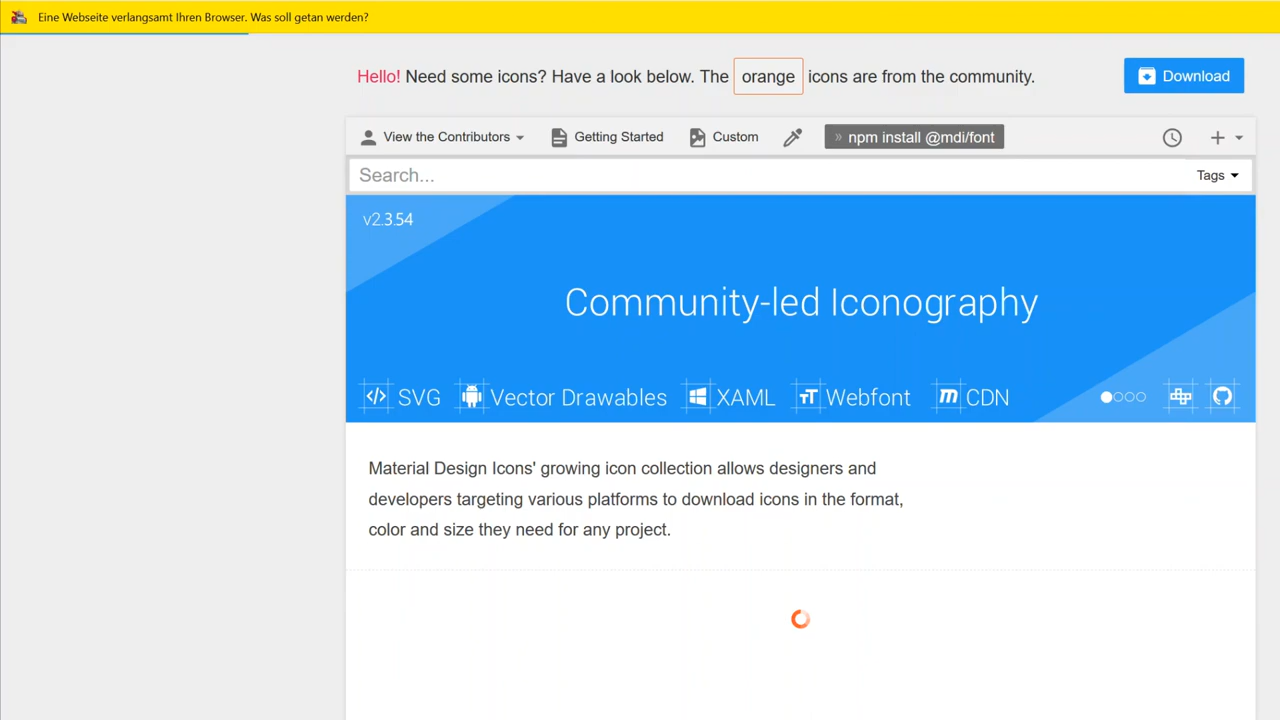 Eine Webseite verlangsamt Ihren Browser. Was soll getan werden?
Hello! Need some icons? Have a look below. The orange icons are from the community.
Download
View the Contributors
Getting Started
Custom
» npm install @mdi/font
Search...
Tags
v2.3.54
Community-led Iconography
SVG
Vector Drawables
XAML
Webfont
CDN
Material Design Icons' growing icon collection allows designers and
developers targeting various platforms to download icons in the format,
color and size they need for any project.